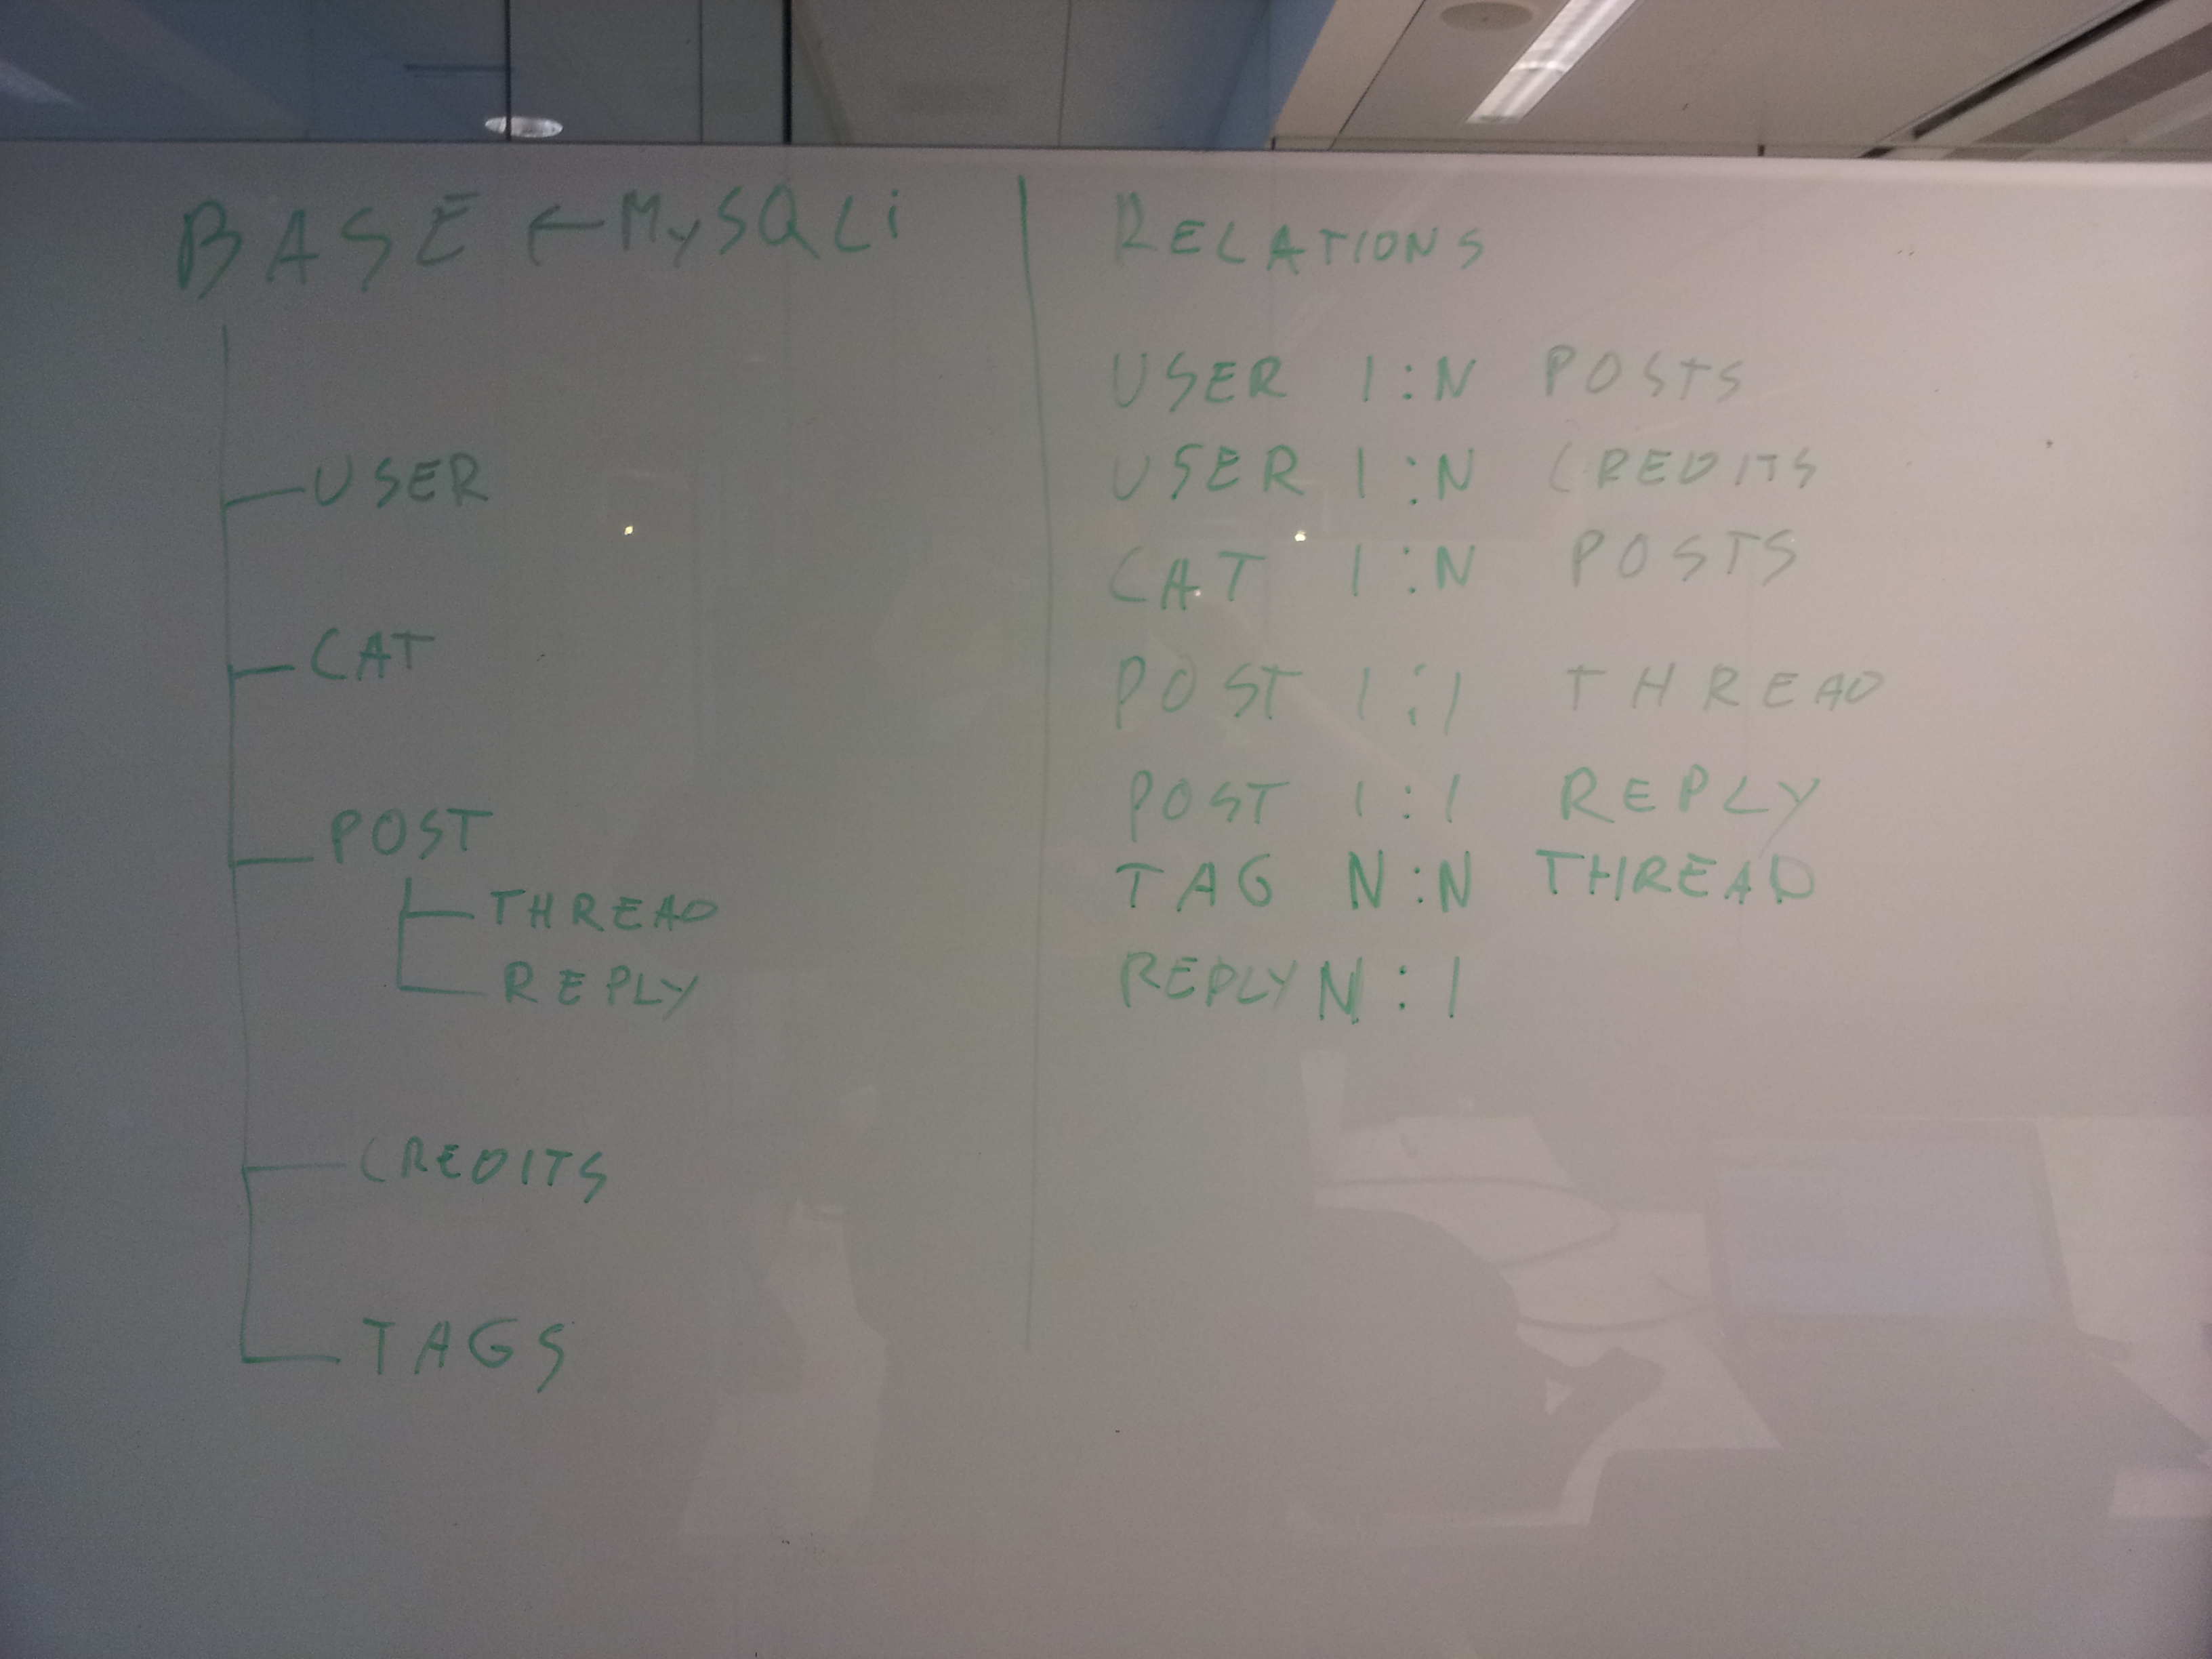 BASE ← MySQLi
USER
CAT
POST
THREAD
REPLY
CREDITS
TAGS
RELATIONS
USER 1:N POSTS
USER 1:N CREDITS
CAT 1:N POSTS
POST 1:1 THREAD
POST 1:1 REPLY
TAG N:N THREAD
REPLY N:1